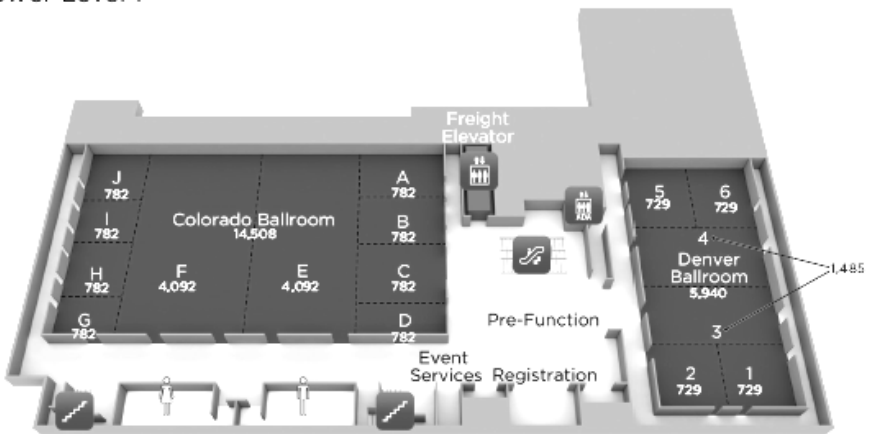 Freight
Elevator
J
782
A
782
5
729
6
729
I
782
Colorado Ballroom
14,508
B
782
ADA
4
Denver
Ballroom
5,940
1,485
H
782
F
4,092
E
4,092
C
782
G
782
D
782
Pre-Function
3
Event
Services
Registration
2
729
1
729